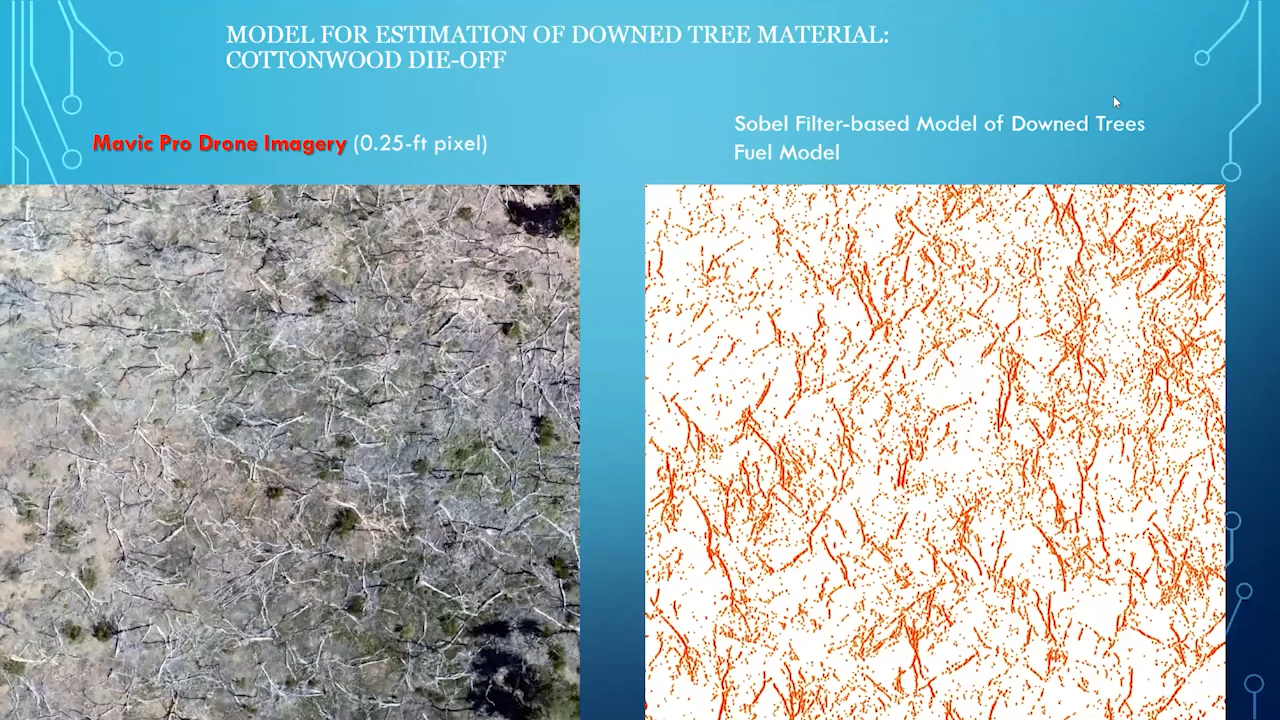 MODEL FOR ESTIMATION OF DOWNED TREE MATERIAL:
COTTONWOOD DIE-OFF
Mavic Pro Drone Imagery (0.25-ft pixel)
Sobel Filter-based Model of Downed Trees
Fuel Model